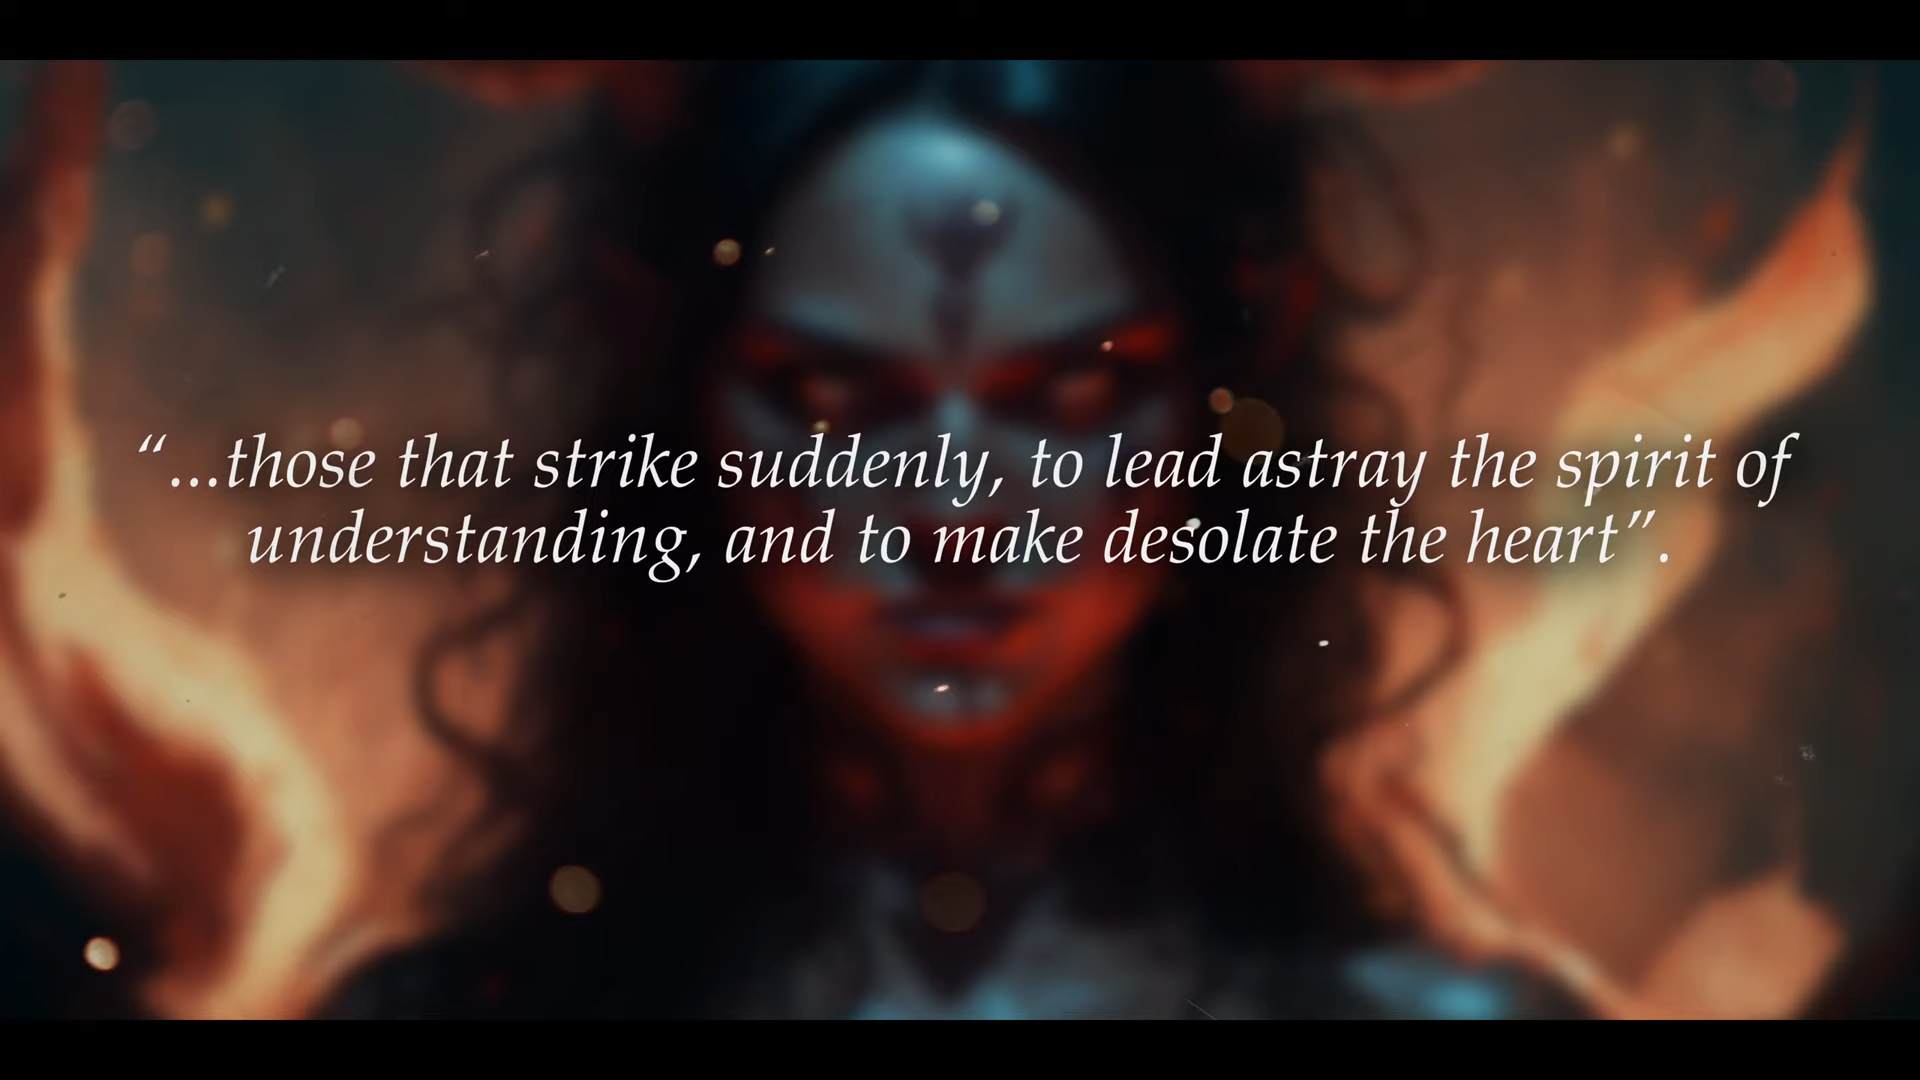 “...those that strike suddenly, to lead astray the spirit of
understanding, and to make desolate the heart”.